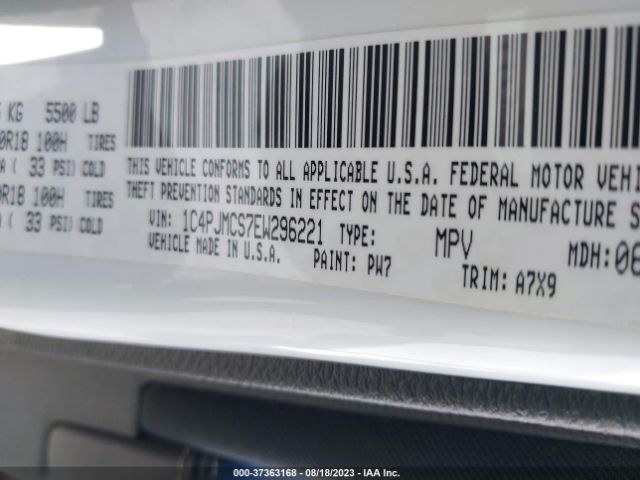 KG 5500 LB
0R18 100H TIRES
A ( 33 PSI) COLD
0R18 100H TIRES
( 33 PSI) COLD
THIS VEHICLE CONFORMS TO ALL APPLICABLE U.S.A. FEDERAL MOTOR VEHI
THEFT PREVENTION STANDARDS IN EFFECT ON THE DATE OF MANUFACTURE S
VIN: 1C4PJMCS7EW296221 TYPE: MPV MDH:06
VEHICLE MADE IN U.S.A. PAINT: PW7 TRIM: A7X9
000-37363168 - 08/18/2023 - IAA Inc.